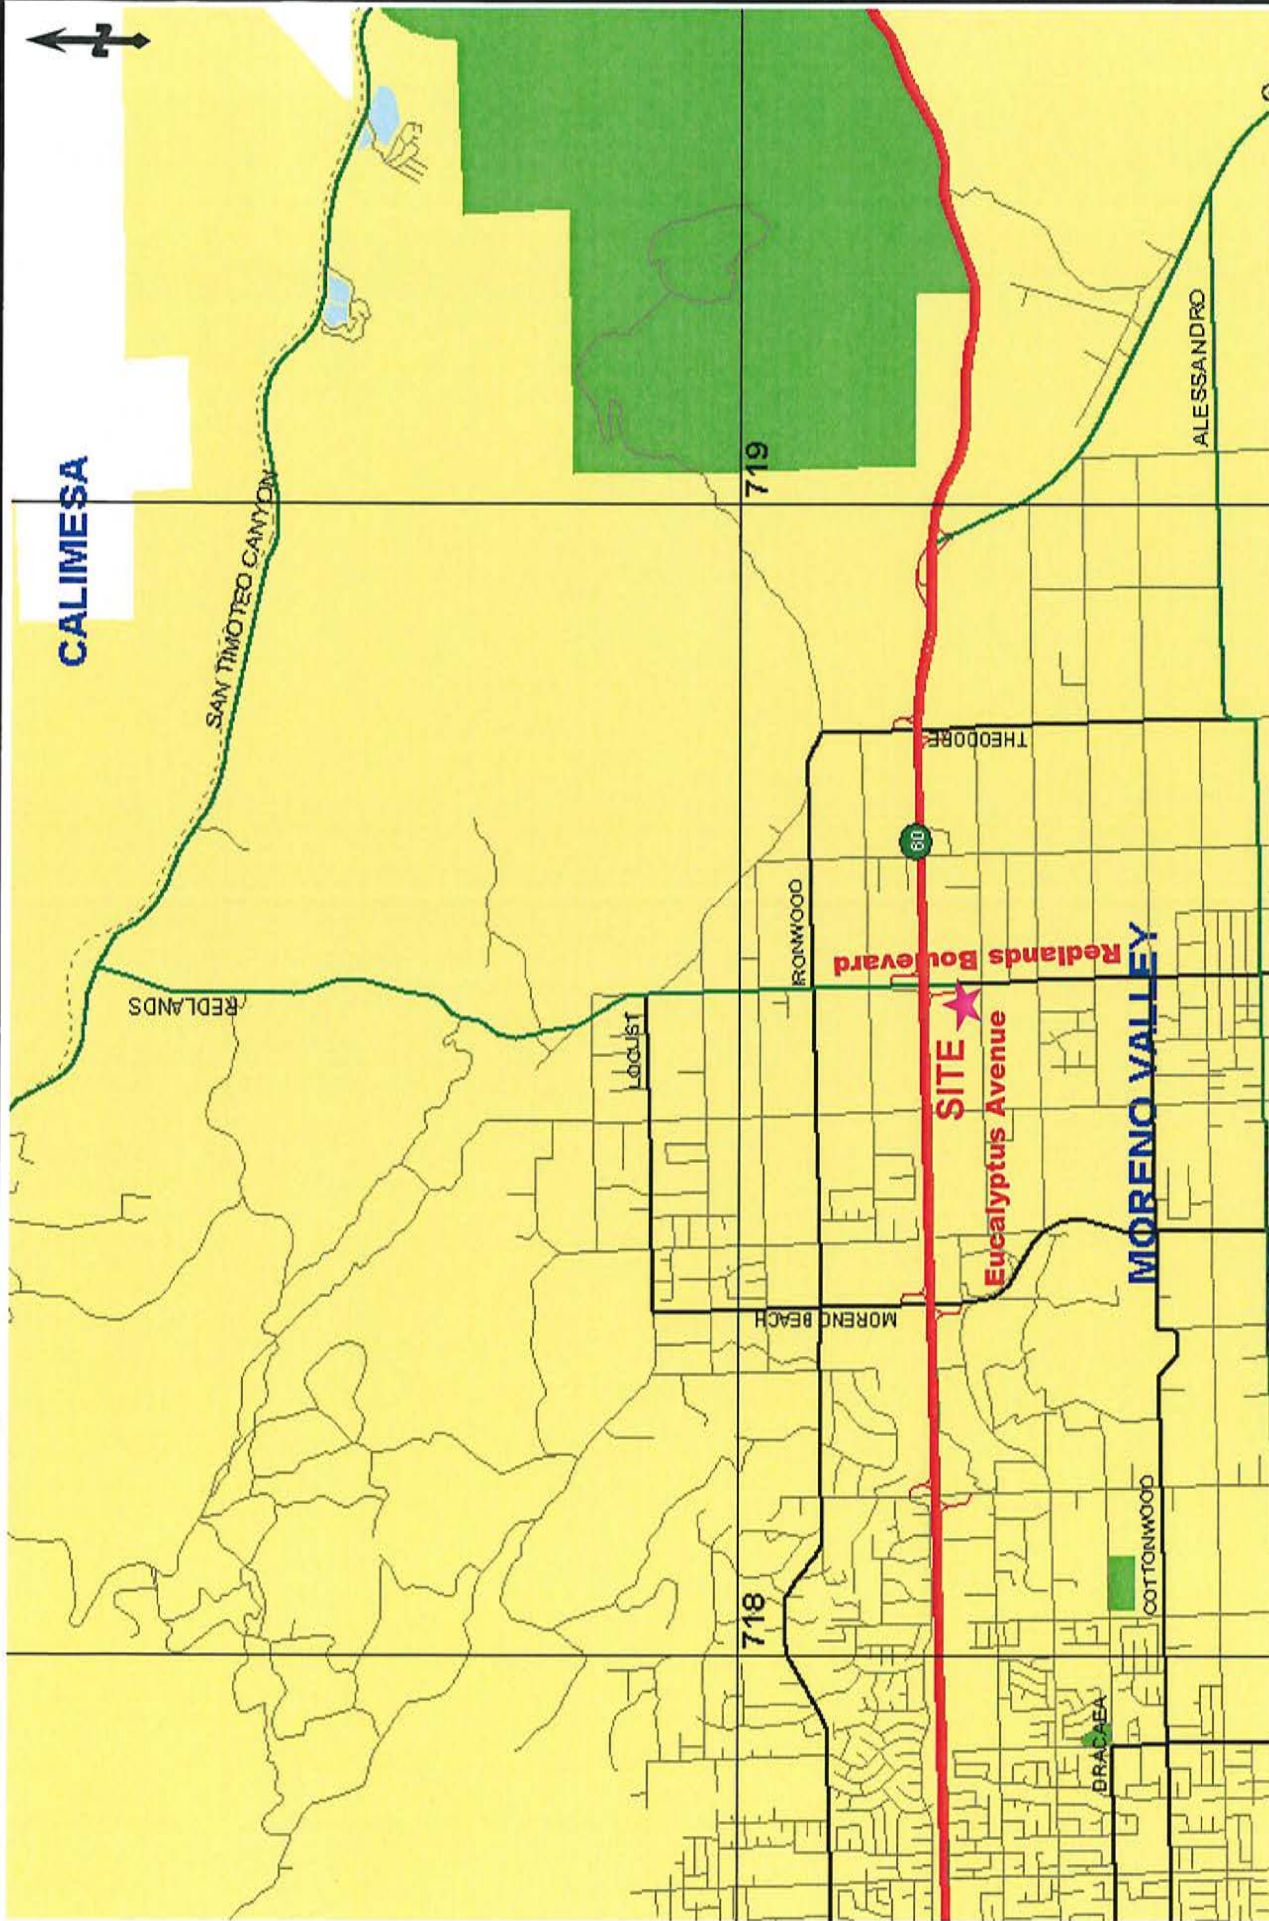 N
CALIMESA
SAN TIMOTEO CANYON
REDLANDS
719
LOCUST
IRONWOOD
60
THEODORE
ALESSANDRO
Redlands Boulevard
SITE
Eucalyptus Avenue
MORENO VALLEY
MORENO BEACH
718
COTTONWOOD
DRACAEA